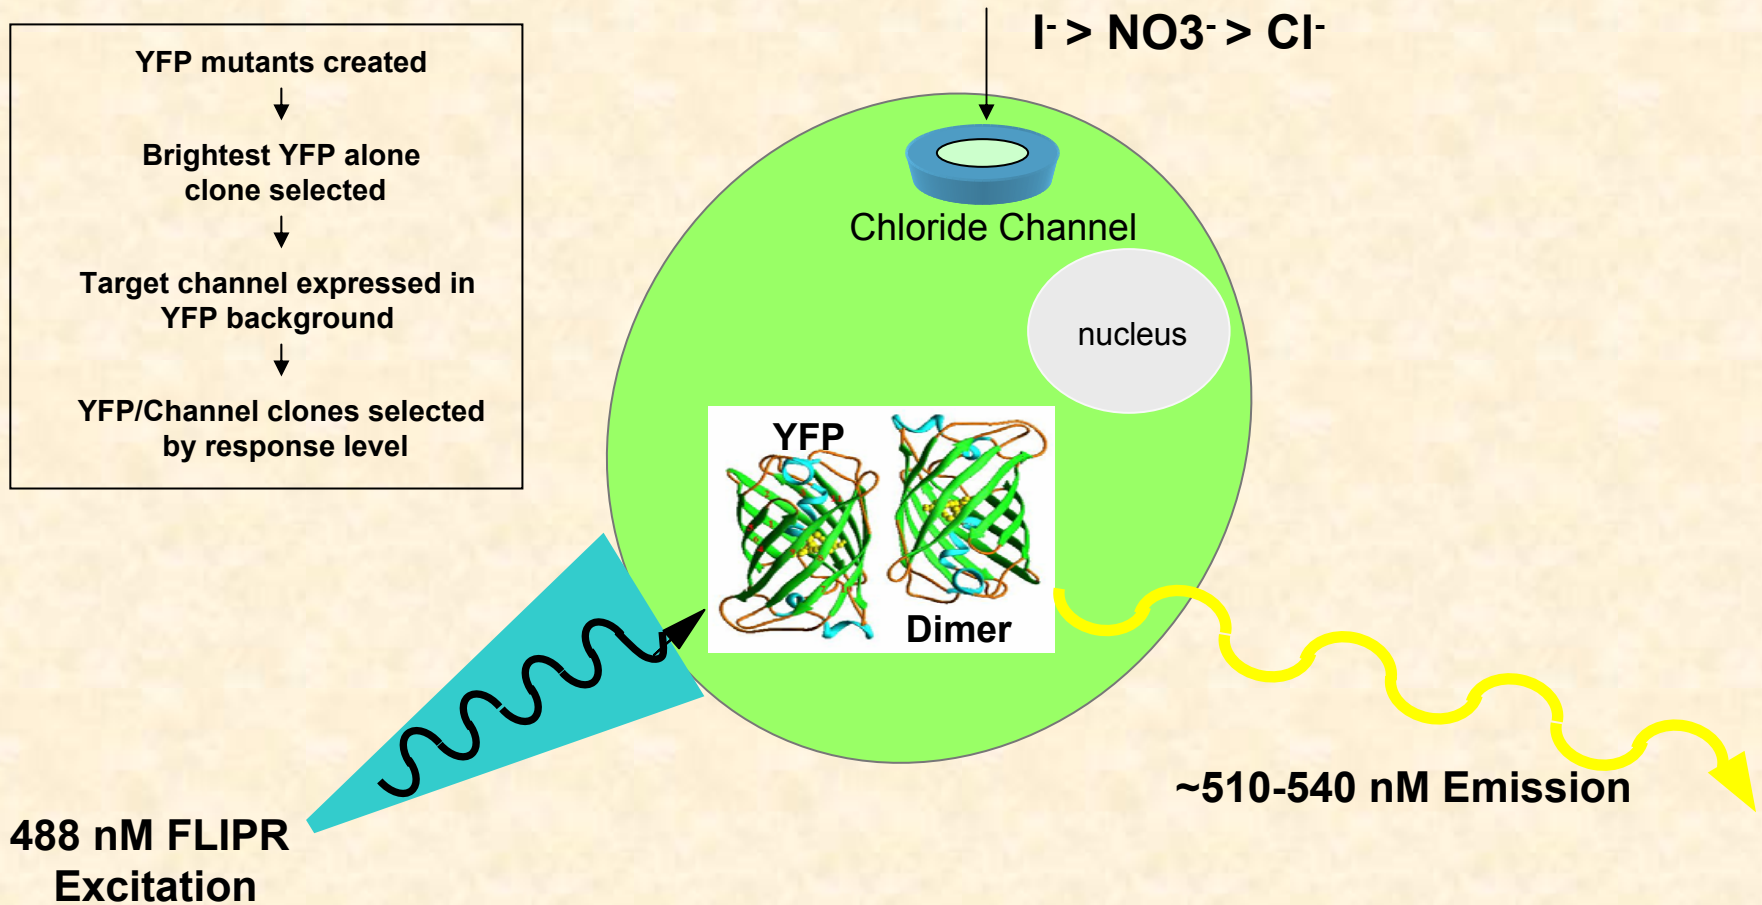 YFP mutants created
Brightest YFP alone
clone selected
Target channel expressed in
YFP background
YFP/Channel clones selected
by response level
I- > NO3- > Cl-
Chloride Channel
nucleus
YFP
Dimer
~510-540 nM Emission
488 nM FLIPR
Excitation